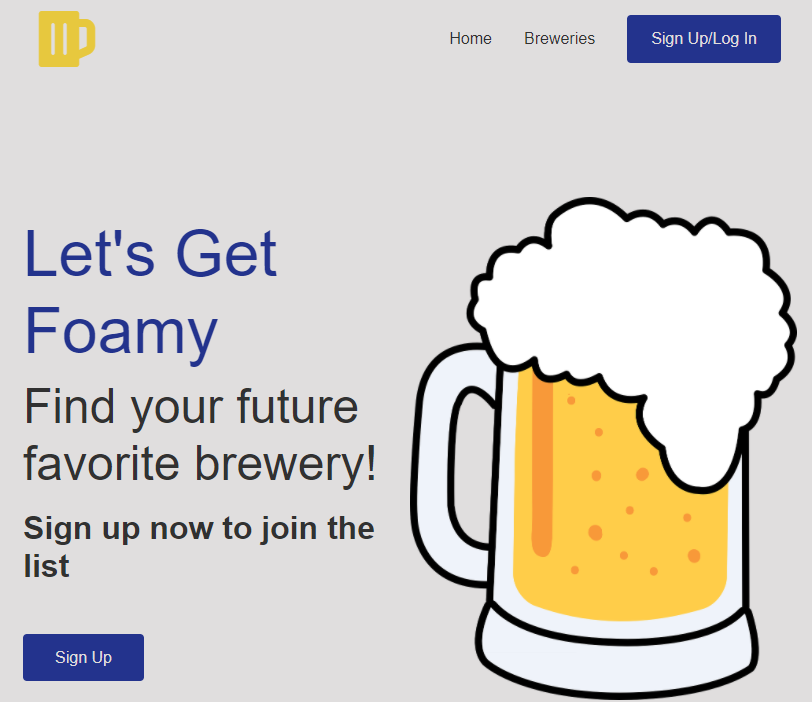 Home Breweries Sign Up/Log In
Let's Get
Foamy
Find your future
favorite brewery!
Sign up now to join the
list
Sign Up